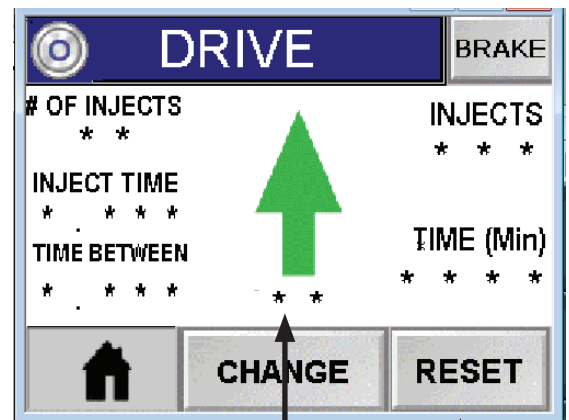 DRIVE
BRAKE
# OF INJECTS
* *
INJECT TIME
*. * * *
TIME BETWEEN
*. * * *
* *
INJECTS
* * *
TIME (Min)
* * * *
CHANGE
RESET